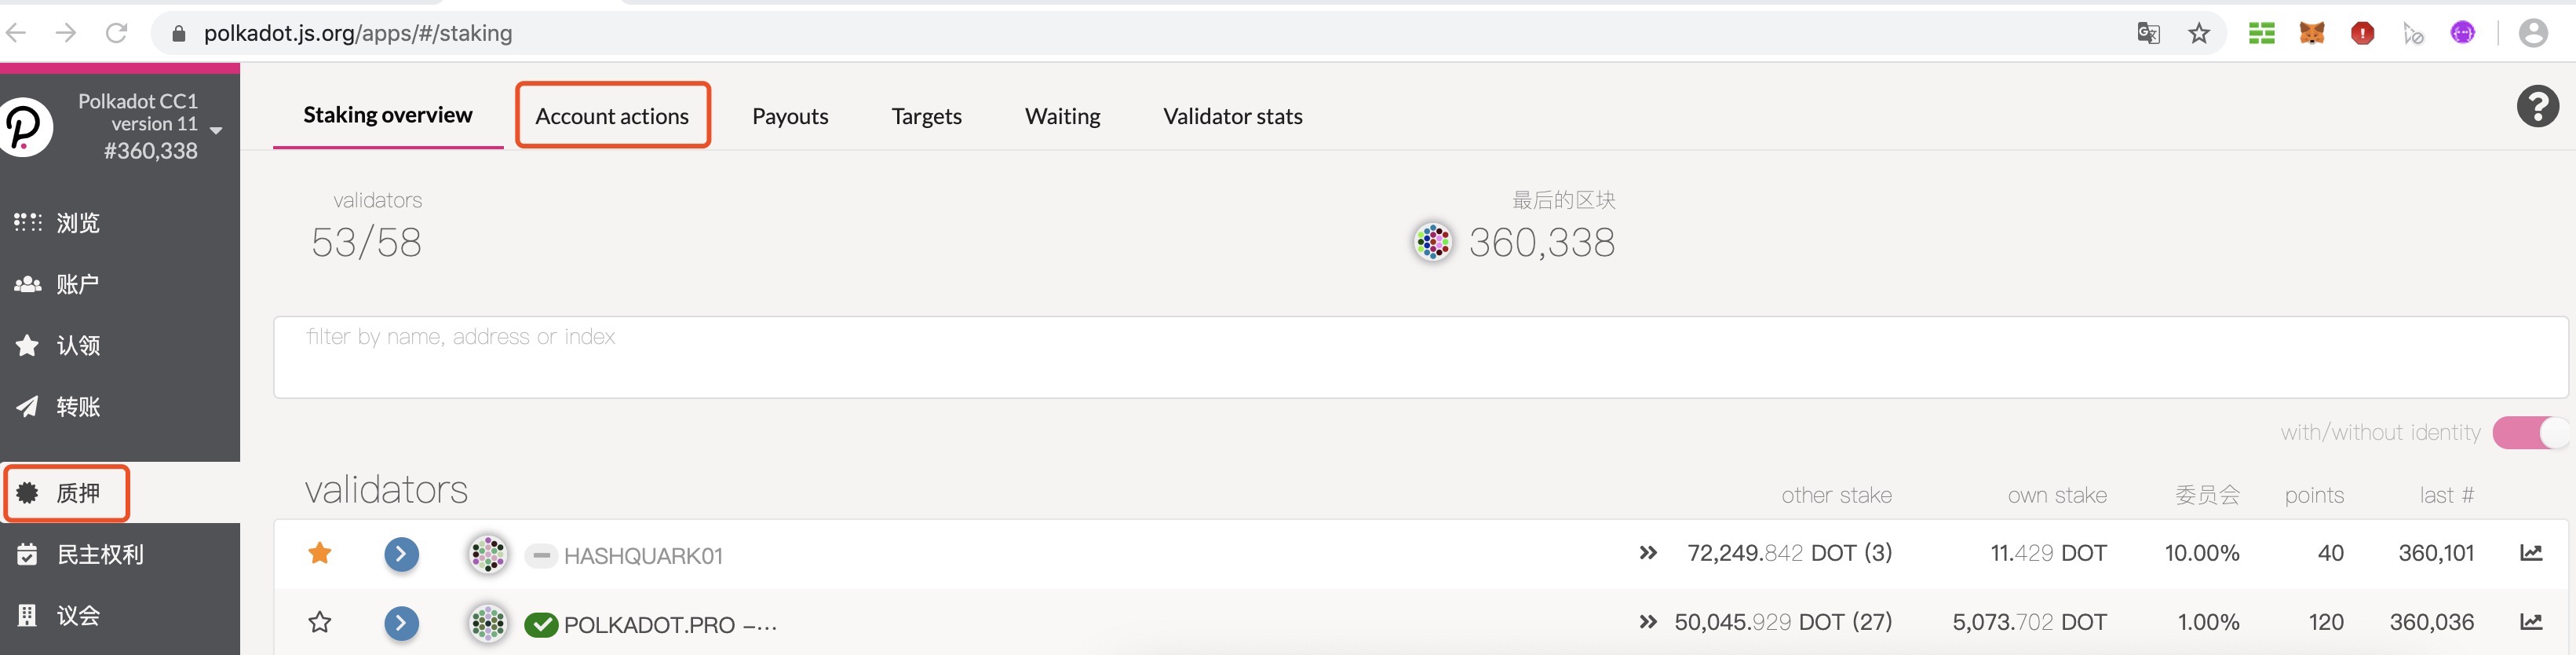 polkadot.js.org/apps/#/staking
Polkadot CC1
version 11
#360,338
浏览
账户
认领
转账
质押
民主权利
议会
Staking overview Account actions Payouts Targets Waiting Validator stats
validators
53/58
最后的区块
360,338
filter by name, address or index
with/without identity
validators other stake own stake 委员会 points last #
HASHQUARK01 72,249.842 DOT (3) 11.429 DOT 10.00% 40 360,101
POLKADOT.PRO –... 50,045.929 DOT (27) 5,073.702 DOT 1.00% 120 360,036